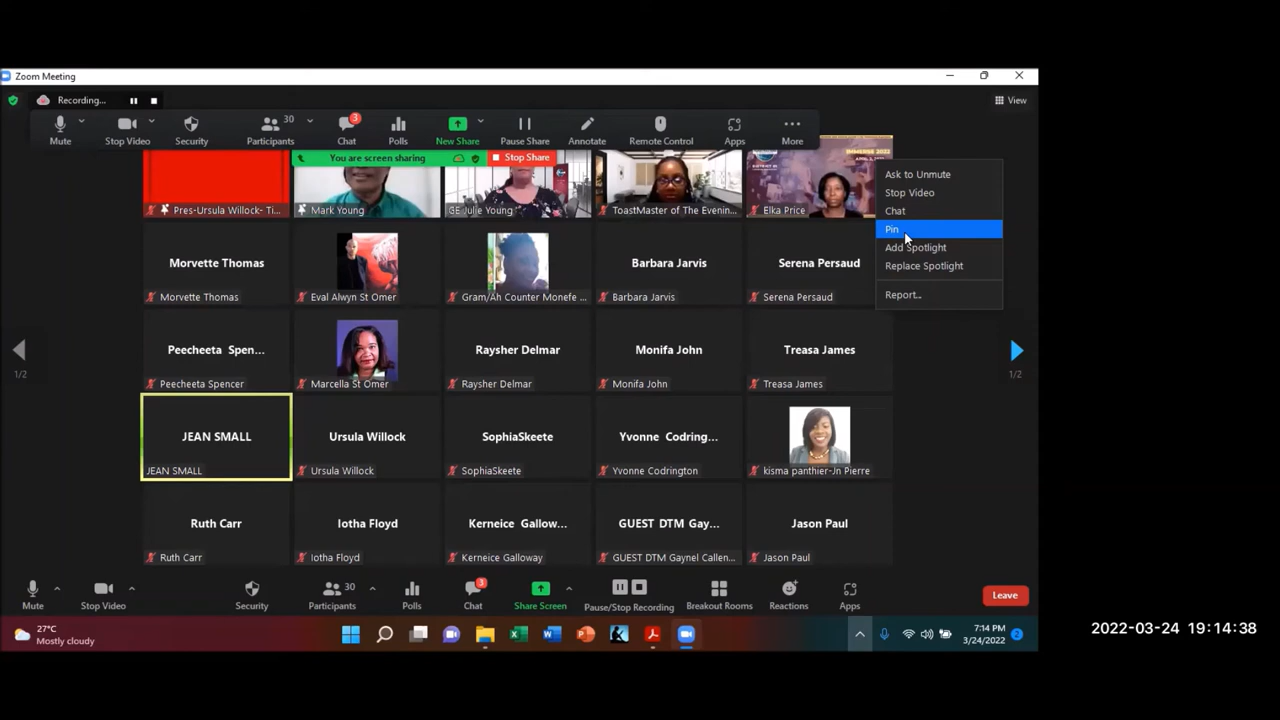 Zoom Meeting
Recording...
View
30
3
Mute
Stop Video
Security
Participants
Chat
Polls
New Share
Pause Share
Annotate
Remote Control
Apps
More
You are screen sharing
Stop Share
IMMERSE 2022
Pres-Ursula Willock- Ti...
Mark Young
GE Julie Young
ToastMaster of The Evenin...
Elka Price
Ask to Unmute
Stop Video
Chat
Pin
Add Spotlight
Replace Spotlight
Report...
Morvette Thomas
Barbara Jarvis
Serena Persaud
Morvette Thomas
Eval Alwyn St Omer
Gram/Ah Counter Monefe ...
Barbara Jarvis
Serena Persaud
Peecheeta Spen...
Raysher Delmar
Monifa John
Treasa James
1/2
1/2
Peecheeta Spencer
Marcella St Omer
Raysher Delmar
Monifa John
Treasa James
JEAN SMALL
Ursula Willock
SophiaSkeete
Yvonne Codring...
JEAN SMALL
Ursula Willock
SophiaSkeete
Yvonne Codrington
kisma panthier-Jn Pierre
Ruth Carr
Iotha Floyd
Kerneice Gallow...
GUEST DTM Gay...
Jason Paul
Ruth Carr
Iotha Floyd
Kerneice Galloway
GUEST DTM Gaynel Callen...
Jason Paul
30
3
Mute
Stop Video
Security
Participants
Polls
Chat
Share Screen
Pause/Stop Recording
Breakout Rooms
Reactions
Apps
Leave
27°C
Mostly cloudy
7:14 PM
3/24/2022
2
2022-03-24 19:14:38